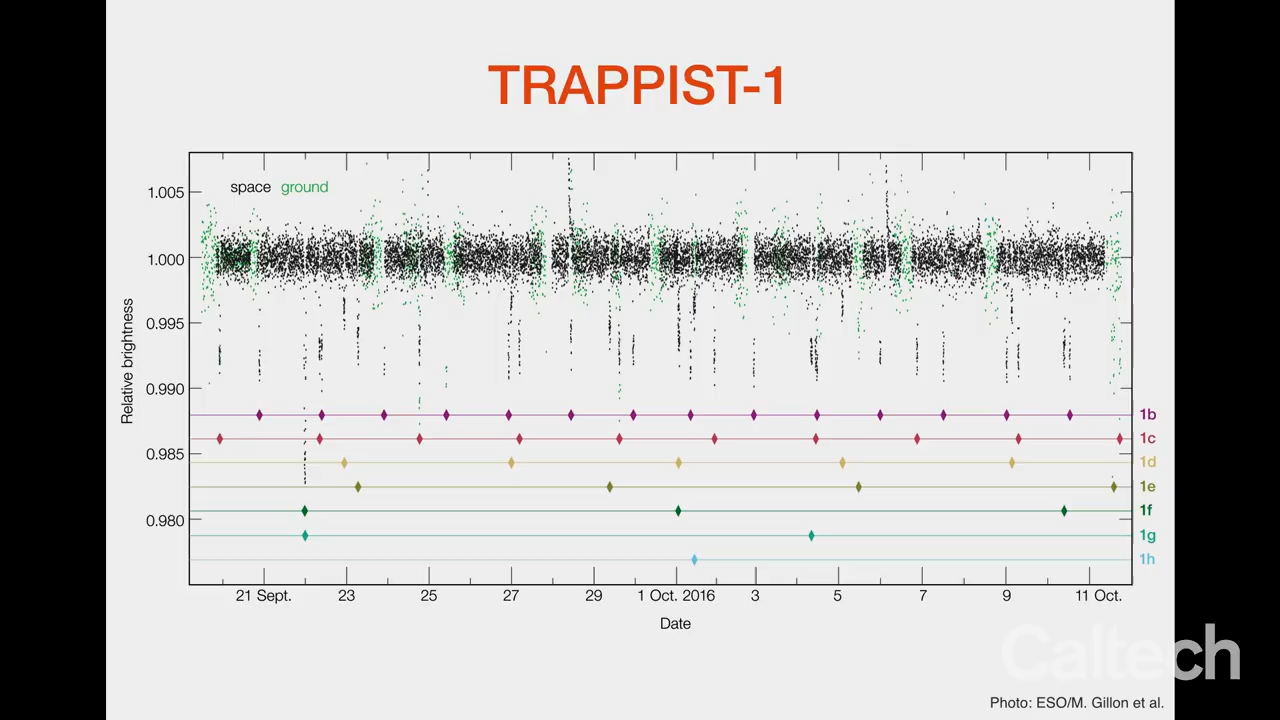 TRAPPIST-1
space ground
1.005
1.000
0.995
0.990
0.985
0.980
Relative brightness
1b
1c
1d
1e
1f
1g
1h
21 Sept. 23 25 27 29 1 Oct. 2016 3 5 7 9 11 Oct.
Date
Caltech
Photo: ESO/M. Gillon et al.